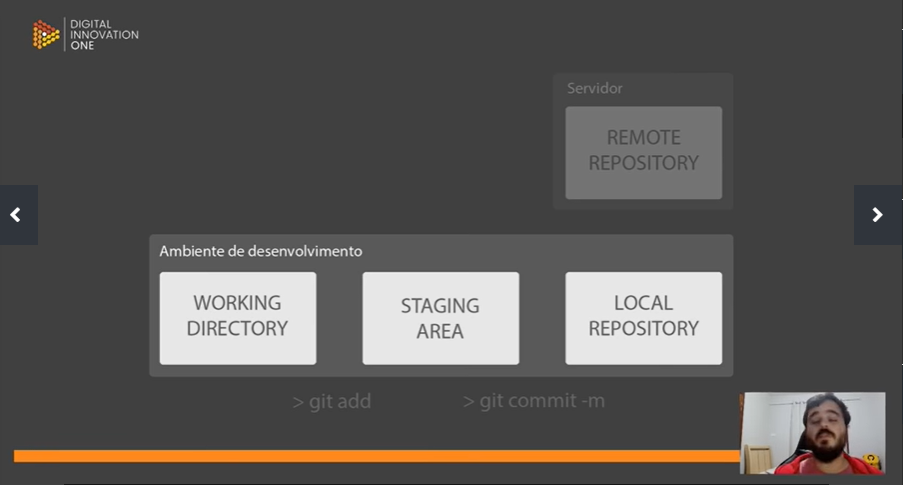 DIGITAL
INNOVATION
ONE
Servidor
REMOTE
REPOSITORY
Ambiente de desenvolvimento
WORKING
DIRECTORY
STAGING
AREA
LOCAL
REPOSITORY
> git add
> git commit -m